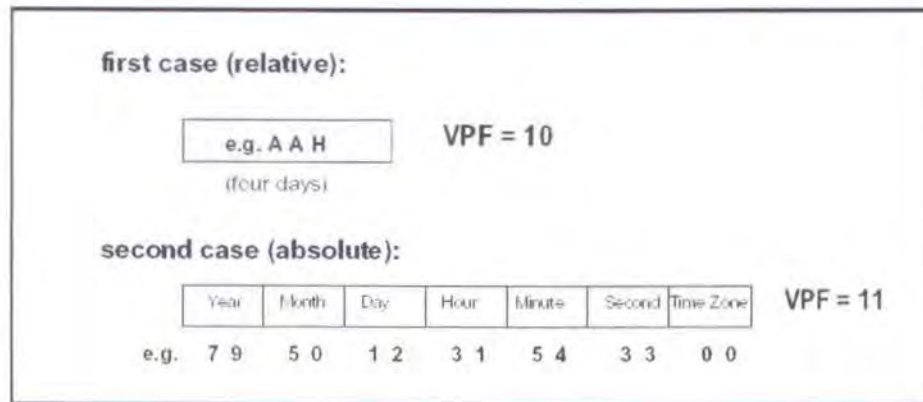 first case (relative):
e.g. A A H VPF = 10
(four days)
second case (absolute):
Year Month Day Hour Minute Second Time Zone VPF = 11
e.g. 7 9 5 0 1 2 3 1 5 4 3 3 0 0